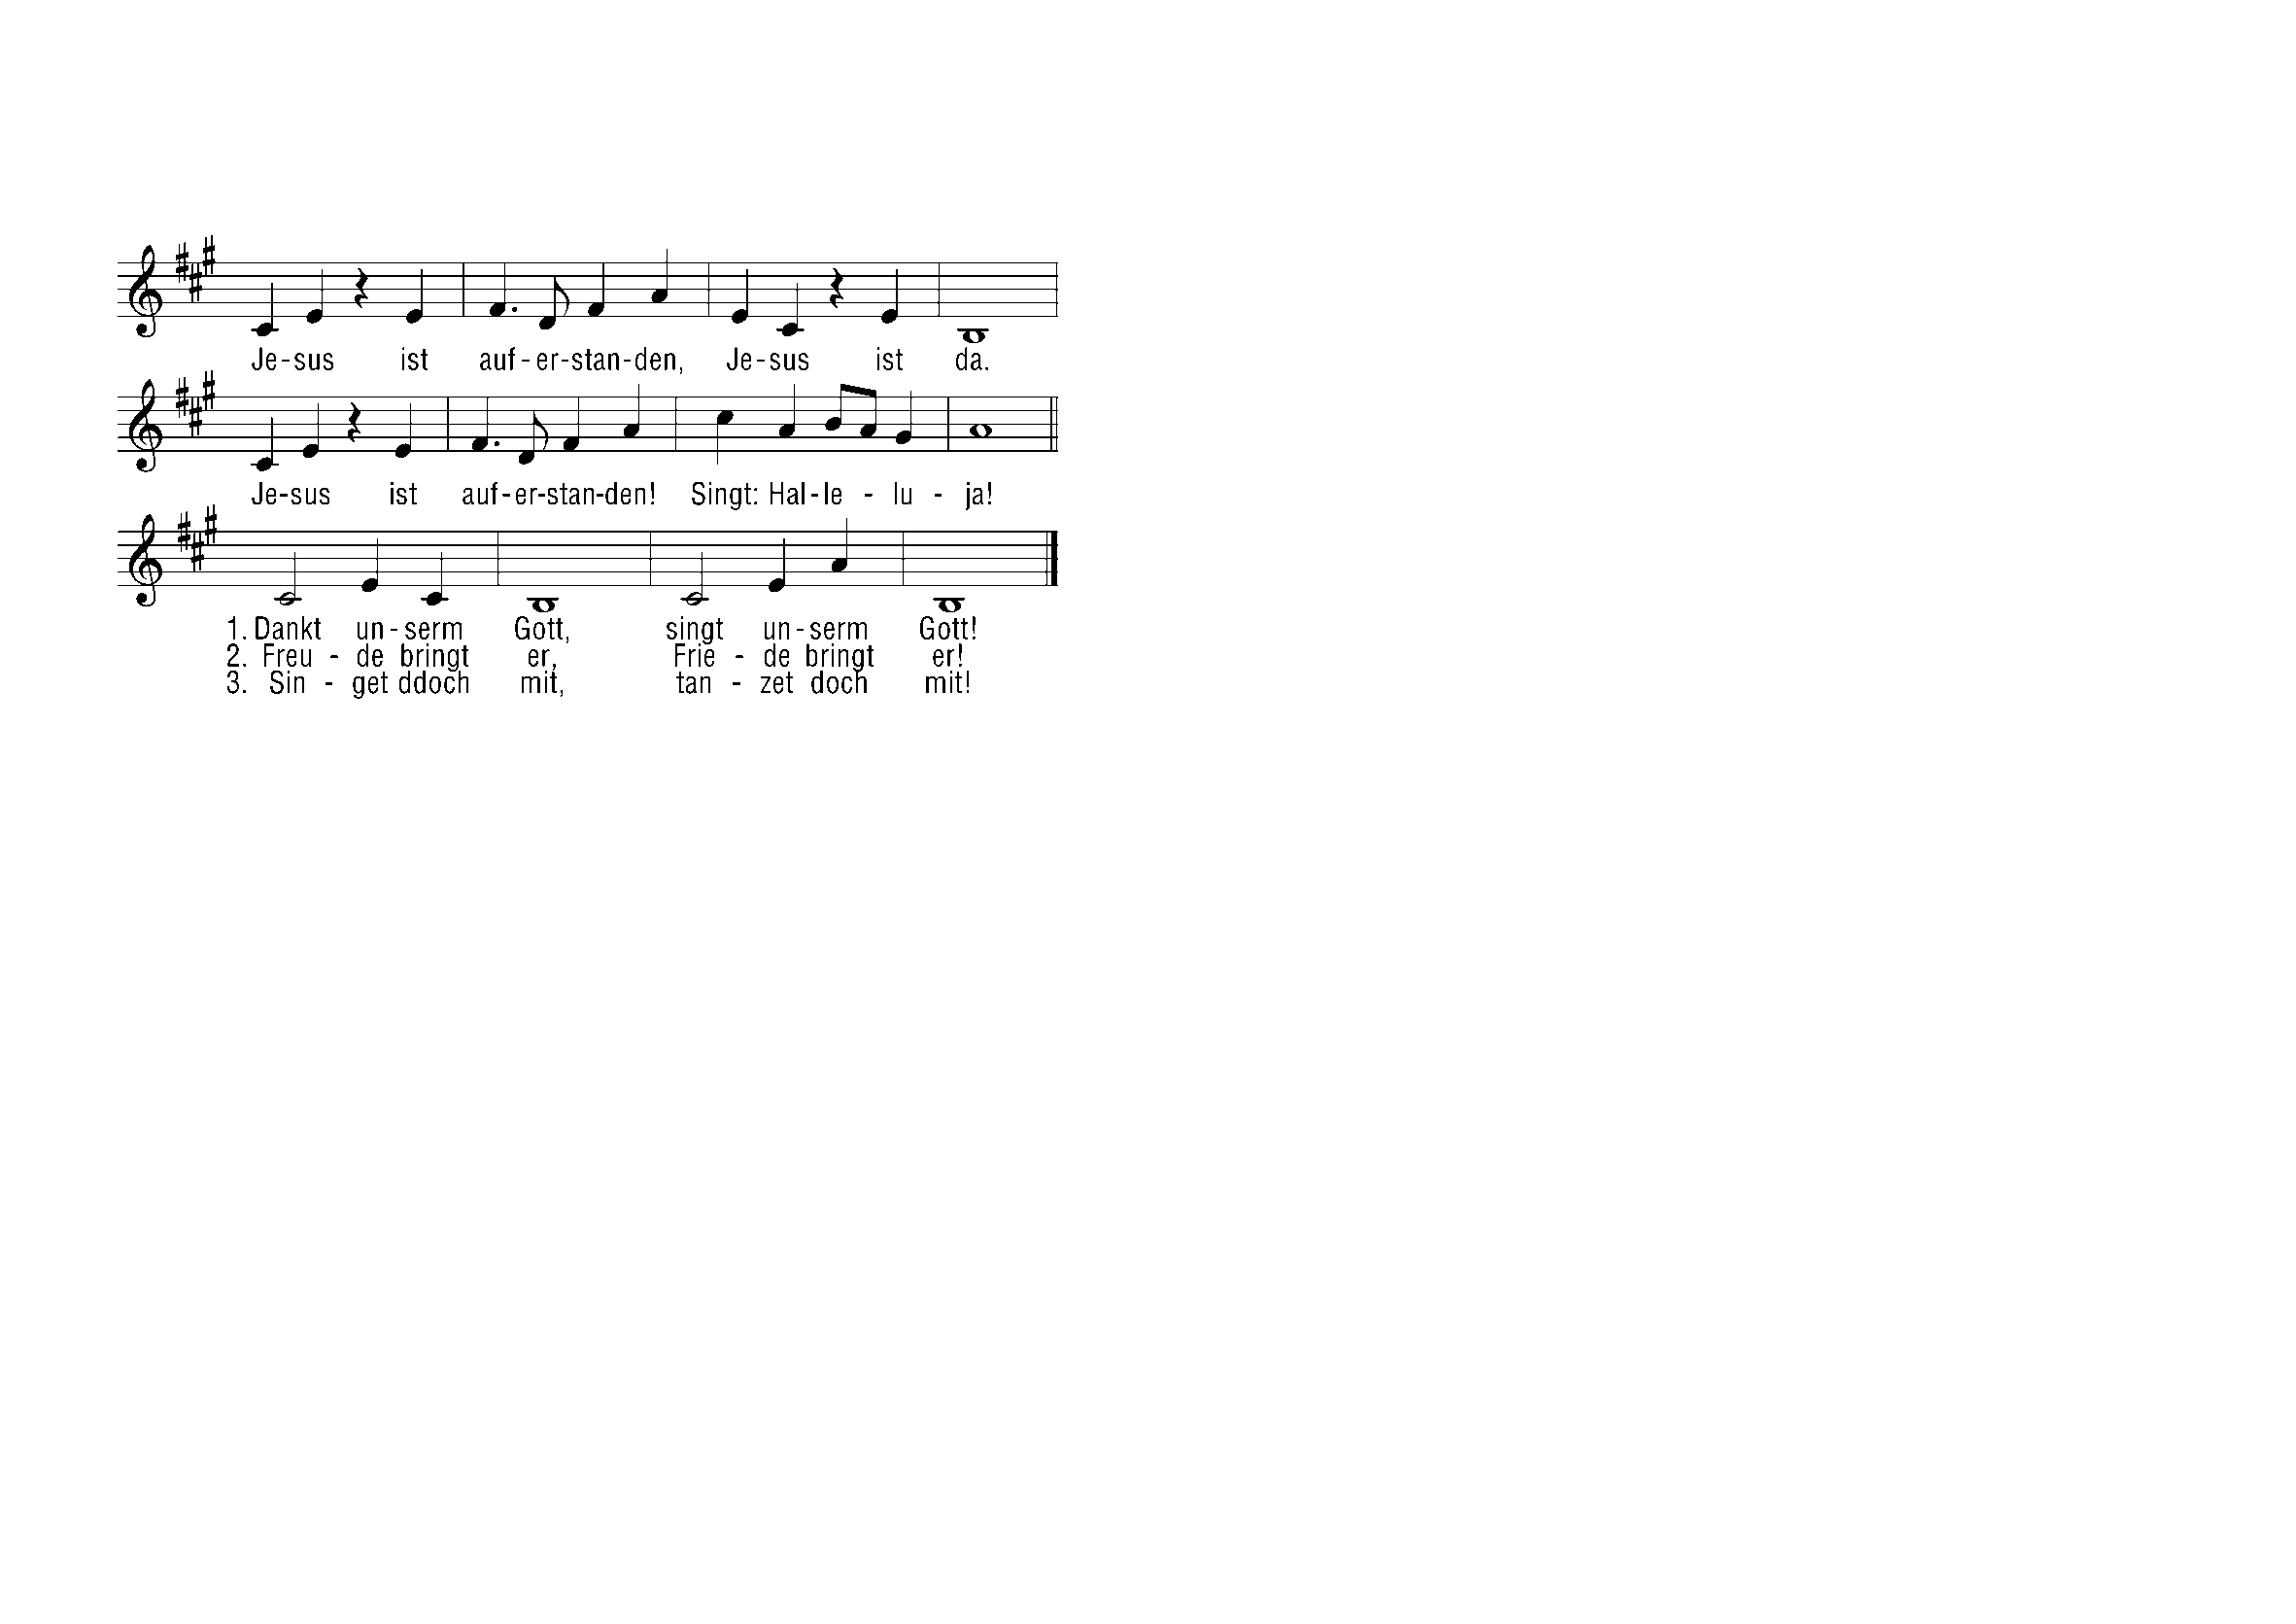 Je-sus ist auf-er-stan-den, Je-sus ist da.
Je-sus ist auf-er-stan-den! Singt: Hal-le - lu - ja!
1. Dankt un-serm Gott, singt un-serm Gott!
2. Freu - de bringt er, Frie - de bringt er!
3. Sin - get ddoch mit, tan - zet doch mit!